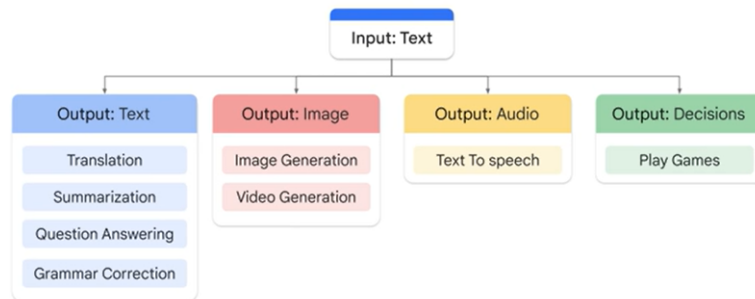 Input: Text
Output: Text
Translation
Summarization
Question Answering
Grammar Correction
Output: Image
Image Generation
Video Generation
Output: Audio
Text To speech
Output: Decisions
Play Games